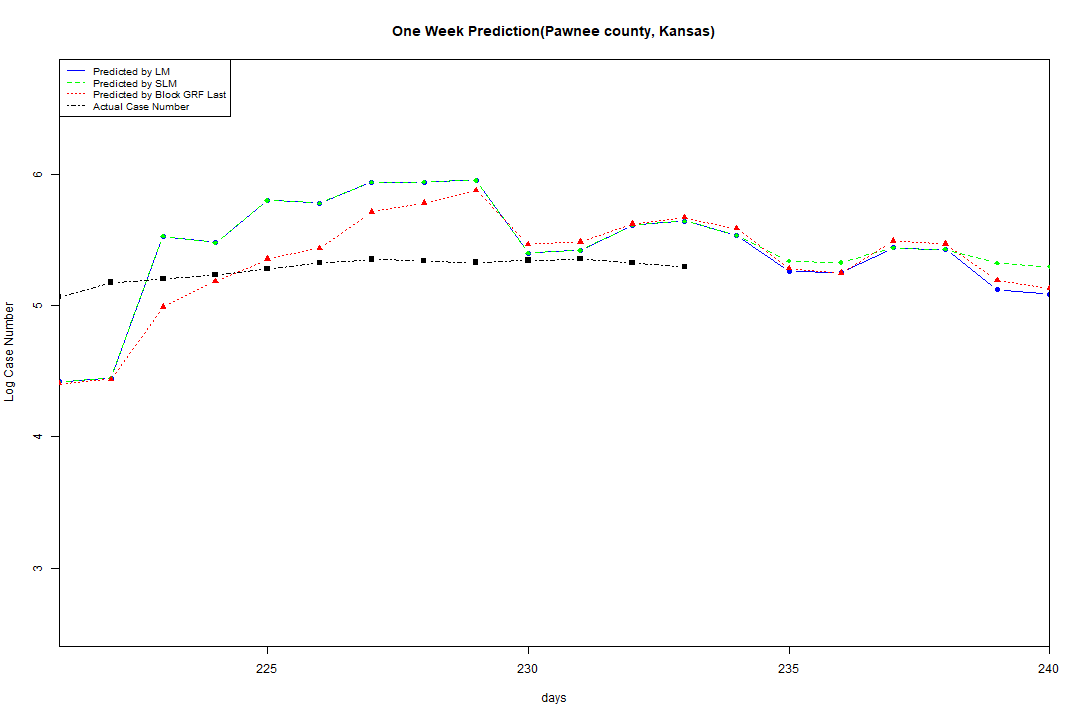 One Week Prediction(Pawnee county, Kansas)
Predicted by LM
Predicted by SLM
Predicted by Block GRF Last
Actual Case Number
6
5
4
3
Log Case Number
225 230 235 240
days